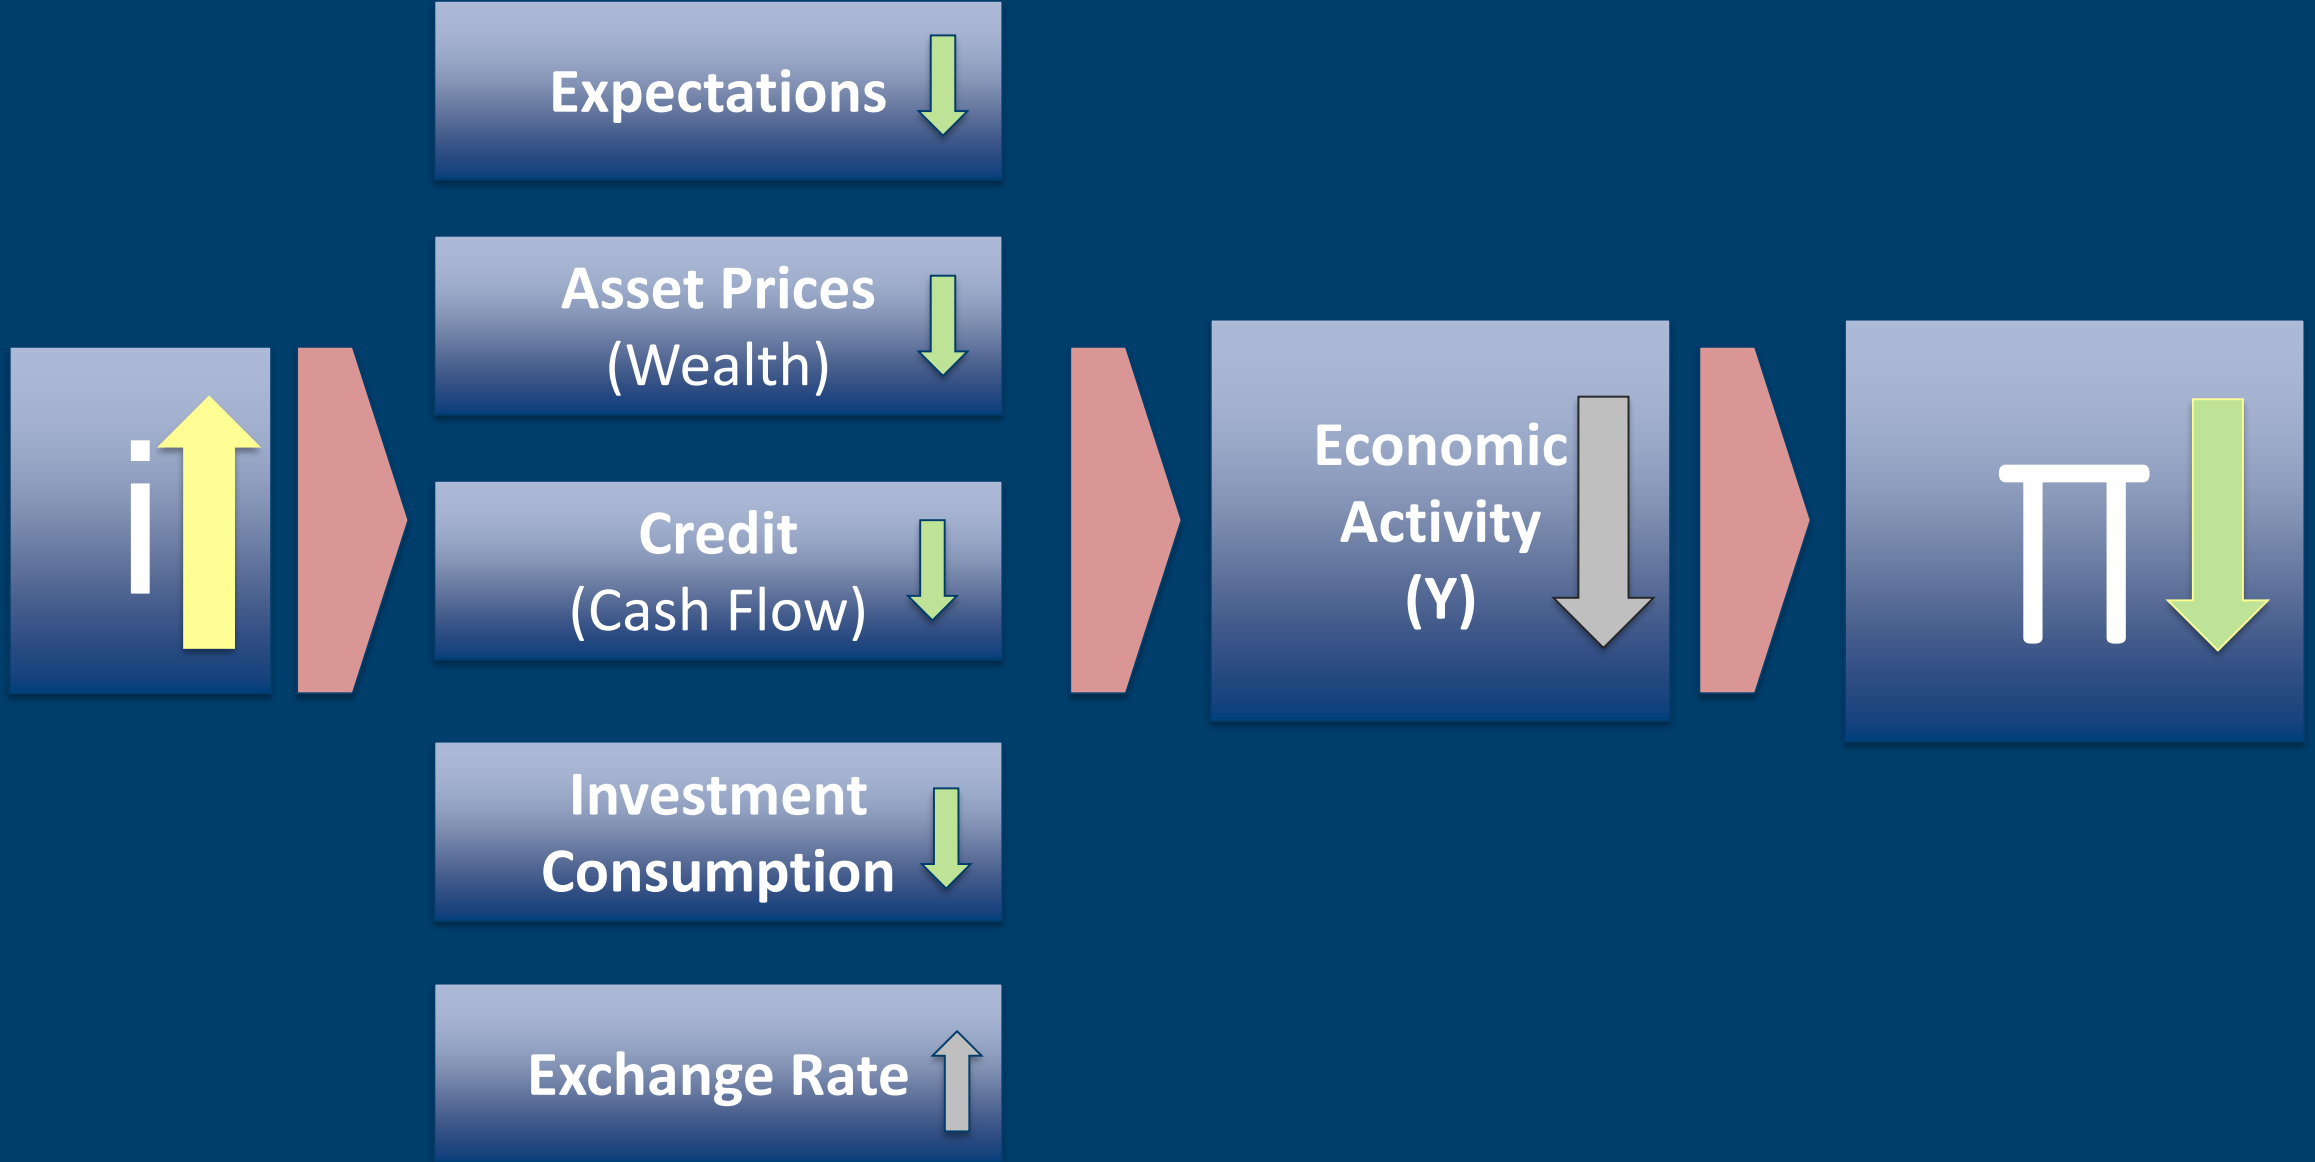 i
Expectations
Asset Prices
(Wealth)
Credit
(Cash Flow)
Investment
Consumption
Exchange Rate
Economic
Activity
(Y)
π